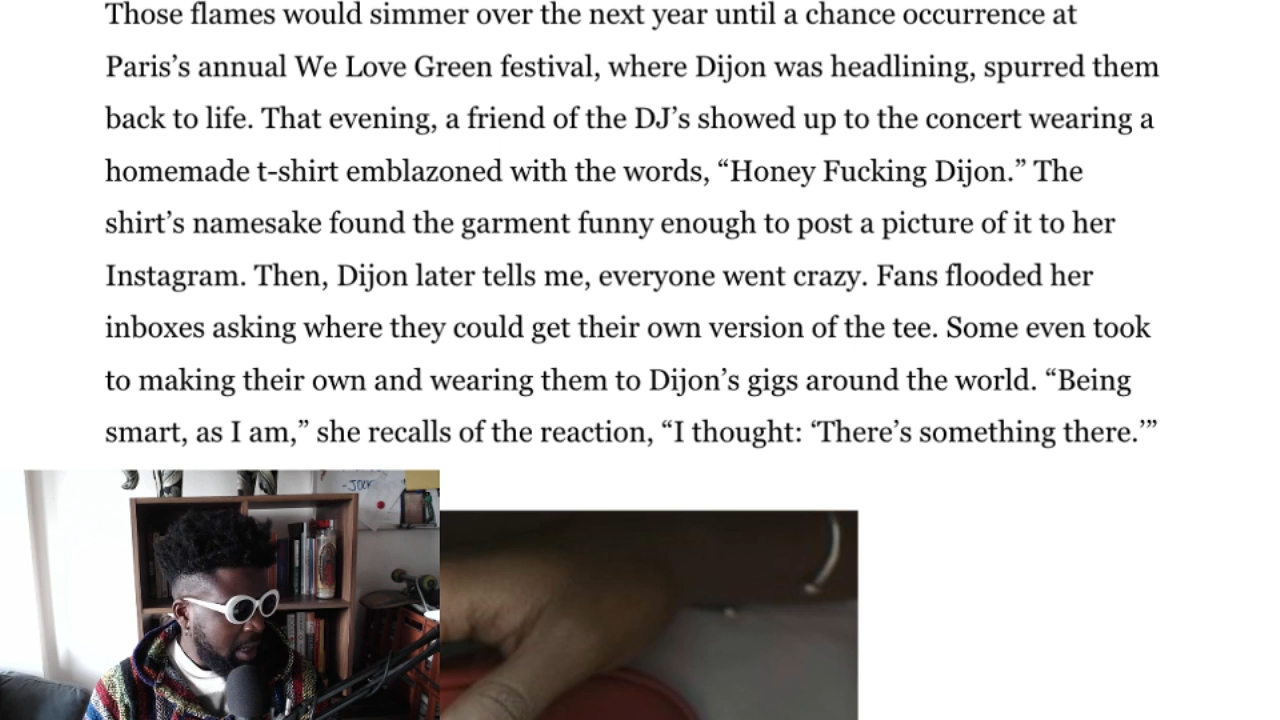 Those flames would simmer over the next year until a chance occurrence at
Paris’s annual We Love Green festival, where Dijon was headlining, spurred them
back to life. That evening, a friend of the DJ’s showed up to the concert wearing a
homemade t-shirt emblazoned with the words, “Honey Fucking Dijon.” The
shirt’s namesake found the garment funny enough to post a picture of it to her
Instagram. Then, Dijon later tells me, everyone went crazy. Fans flooded her
inboxes asking where they could get their own version of the tee. Some even took
to making their own and wearing them to Dijon’s gigs around the world. “Being
smart, as I am,” she recalls of the reaction, “I thought: ‘There’s something there.’”